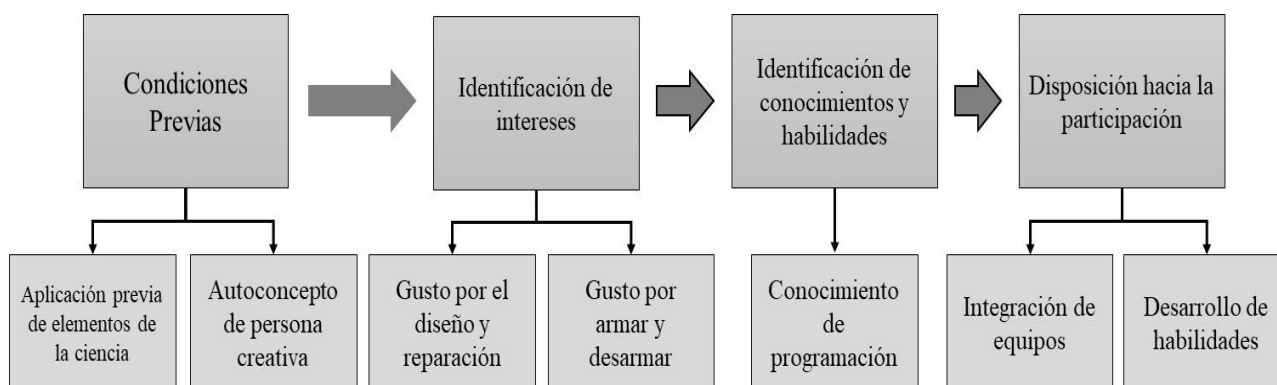 Condiciones
Previas
Identificación de
intereses
Identificación de
conocimientos y
habilidades
Disposición hacia la
participación
Aplicación previa
de elementos de
la ciencia
Autoconcepto
de persona
creativa
Gusto por el
diseño y
reparación
Gusto por
armar y
desarmar
Conocimiento
de
programación
Integración de
equipos
Desarrollo de
habilidades